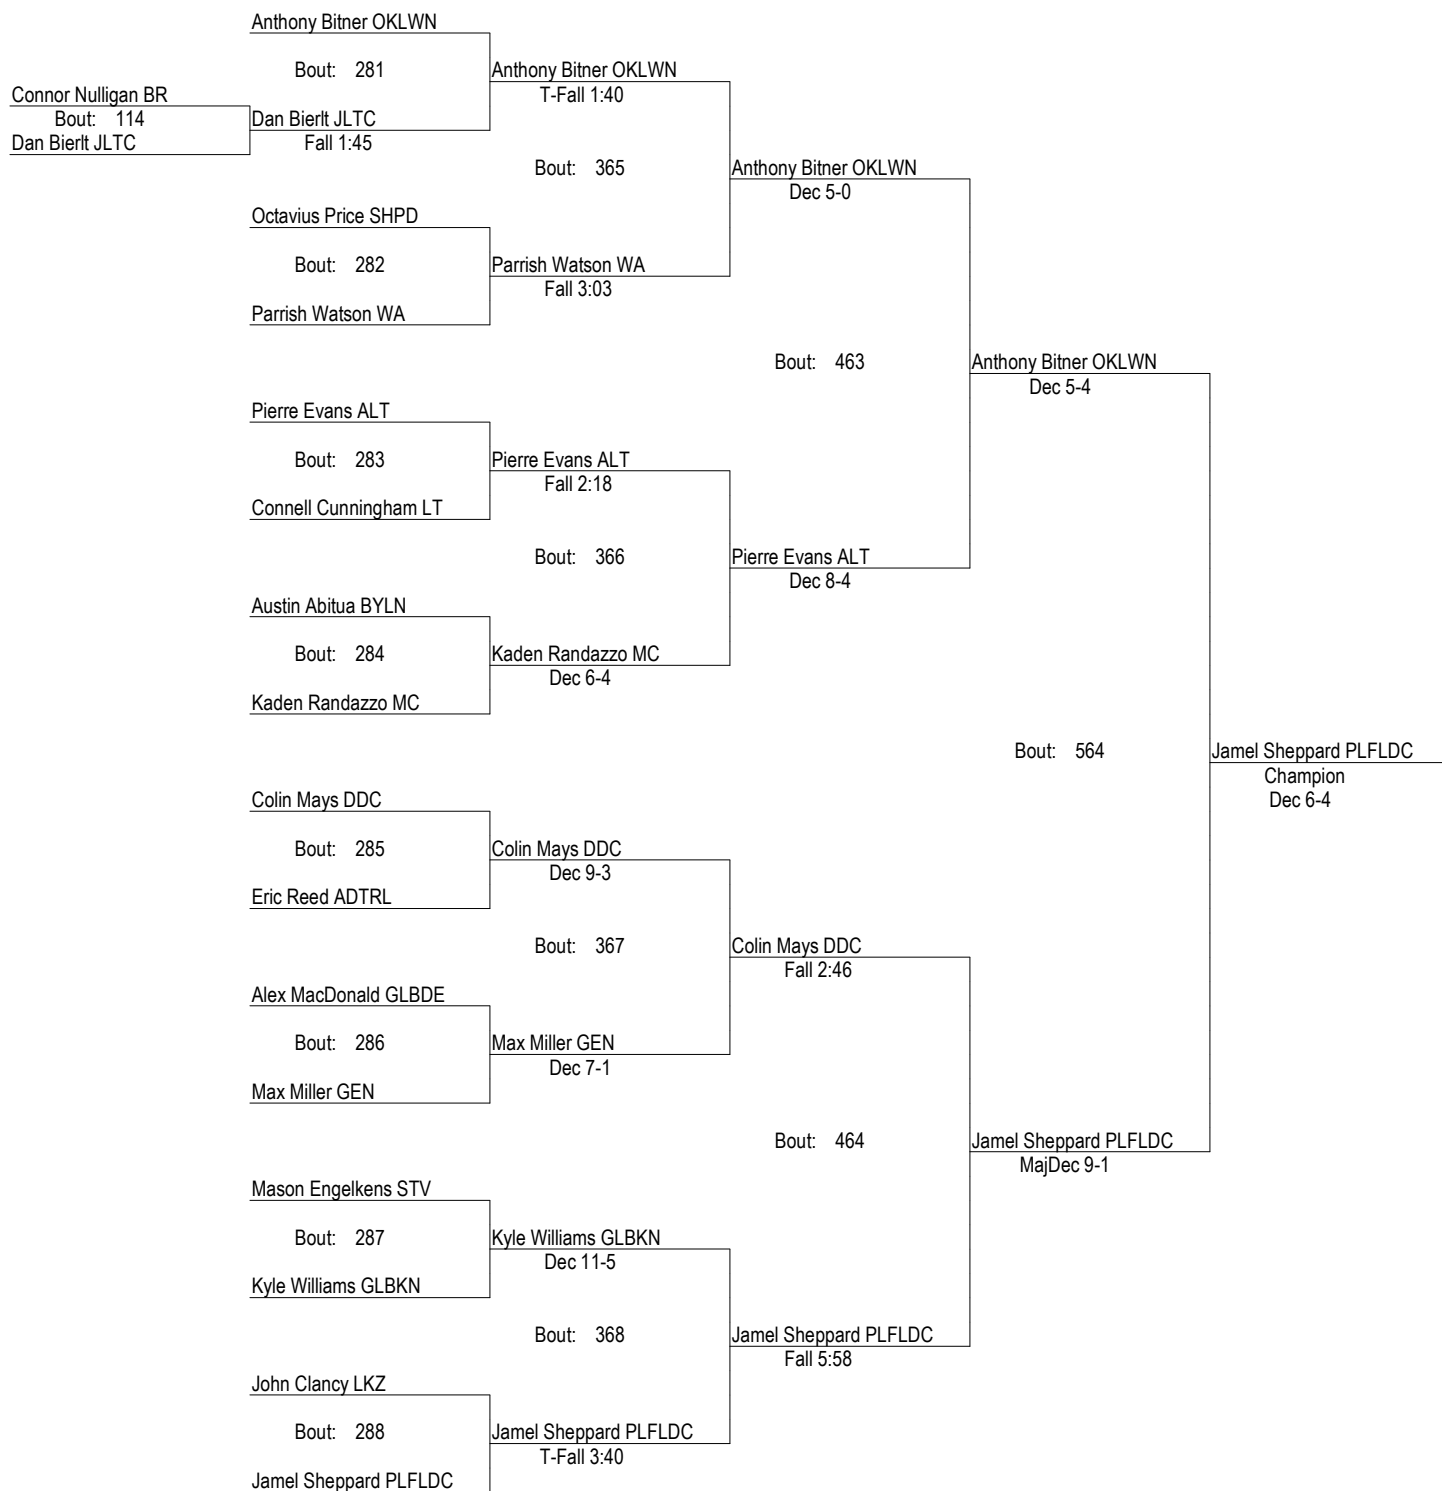 Anthony Bitner OKLWN
Bout: 281
Anthony Bitner OKLWN
T-Fall 1:40
Connor Nulligan BR
Bout: 114
Dan Bierlt JLTC
Dan Bierlt JLTC
Fall 1:45
Bout: 365
Anthony Bitner OKLWN
Dec 5-0
Octavius Price SHPD
Bout: 282
Parrish Watson WA
Fall 3:03
Parrish Watson WA
Bout: 463
Anthony Bitner OKLWN
Dec 5-4
Pierre Evans ALT
Bout: 283
Pierre Evans ALT
Fall 2:18
Connell Cunningham LT
Bout: 366
Pierre Evans ALT
Dec 8-4
Austin Abitua BYLN
Bout: 284
Kaden Randazzo MC
Dec 6-4
Kaden Randazzo MC
Bout: 564
Jamel Sheppard PLFLDC
Champion
Dec 6-4
Colin Mays DDC
Bout: 285
Colin Mays DDC
Dec 9-3
Eric Reed ADTRL
Bout: 367
Colin Mays DDC
Fall 2:46
Alex MacDonald GLBDE
Bout: 286
Max Miller GEN
Dec 7-1
Max Miller GEN
Bout: 464
Jamel Sheppard PLFLDC
MajDec 9-1
Mason Engelkens STV
Bout: 287
Kyle Williams GLBKN
Dec 11-5
Kyle Williams GLBKN
Bout: 368
Jamel Sheppard PLFLDC
Fall 5:58
John Clancy LKZ
Bout: 288
Jamel Sheppard PLFLDC
T-Fall 3:40
Jamel Sheppard PLFLDC